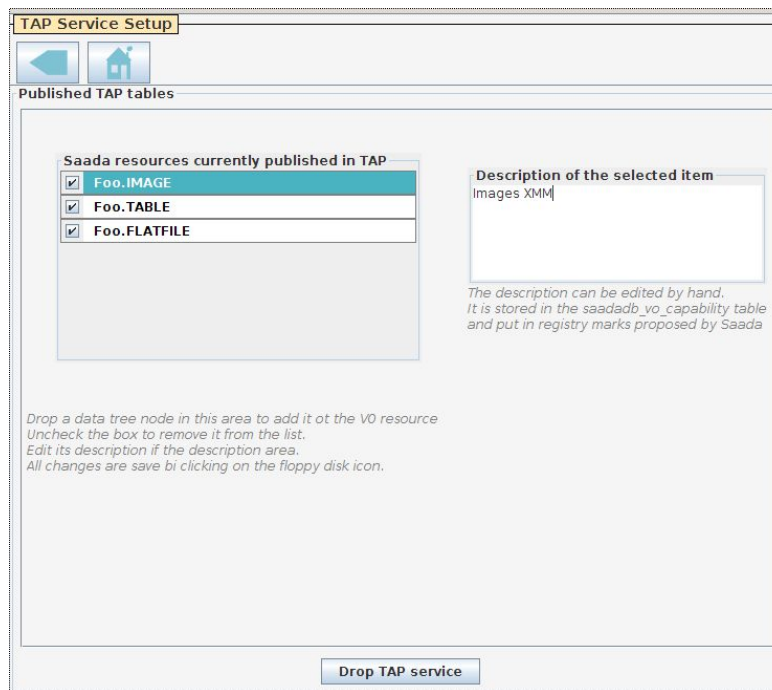 TAP Service Setup
Published TAP tables
Saada resources currently published in TAP
Foo.IMAGE
Foo.TABLE
Foo.FLATFILE
Description of the selected item
Images XMM
The description can be edited by hand.
It is stored in the saadadb_vo_capability table
and put in registry marks proposed by Saada
Drop a data tree node in this area to add it ot the VO resource
Uncheck the box to remove it from the list.
Edit its description if the description area.
All changes are save bi clicking on the floppy disk icon.
Drop TAP service